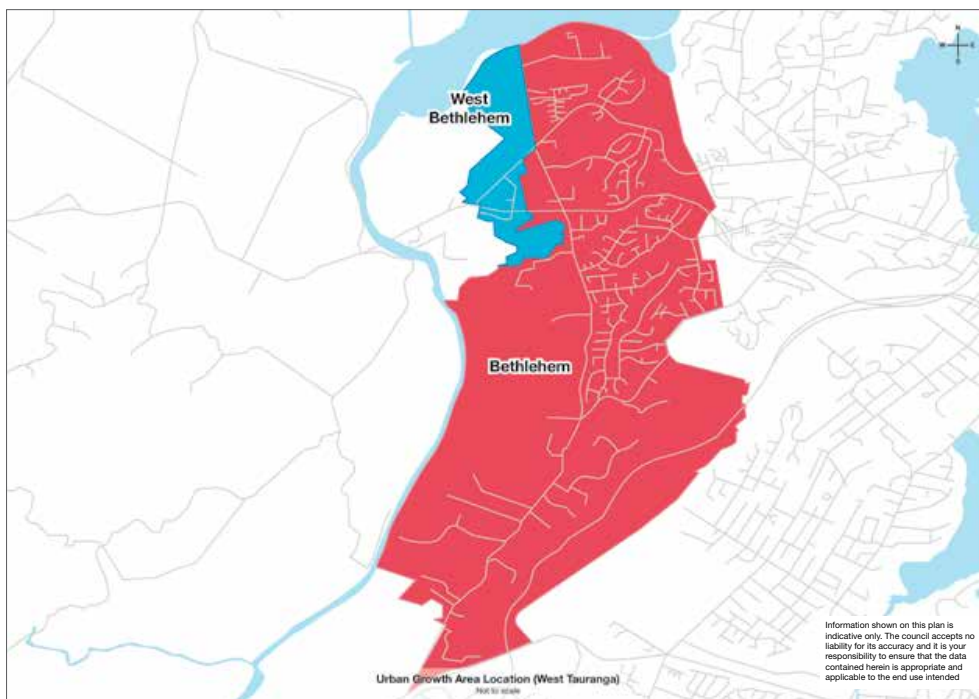 N
W E
S
West
Bethlehem
Bethlehem
Information shown on this plan is
indicative only. The council accepts no
liability for its accuracy and it is your
responsibility to ensure that the data
contained herein is appropriate and
applicable to the end use intended
Urban Growth Area Location (West Tauranga)
Not to scale